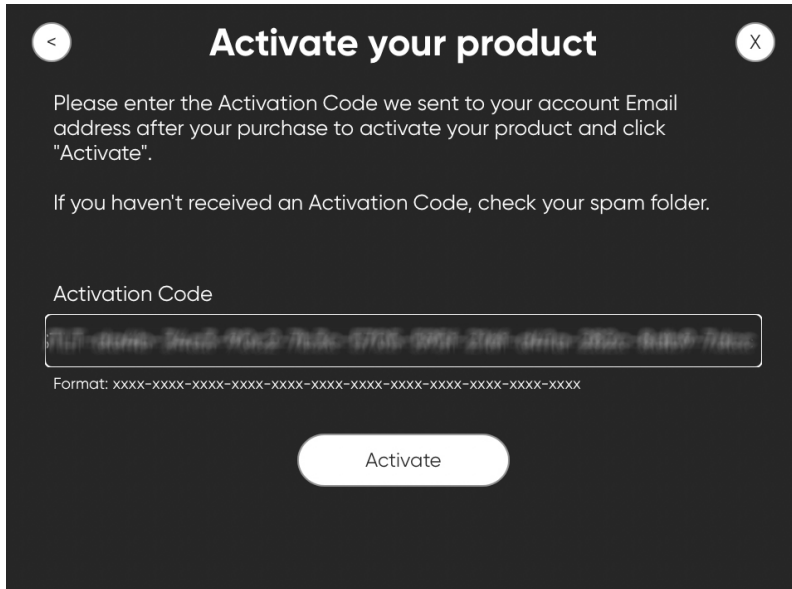 <
Activate your product
X
Please enter the Activation Code we sent to your account Email
address after your purchase to activate your product and click
"Activate".
If you haven't received an Activation Code, check your spam folder.
Activation Code
Format: xxxx-xxxx-xxxx-xxxx-xxxx-xxxx-xxxx-xxxx-xxxx-xxxx-xxxx-xxxx
Activate